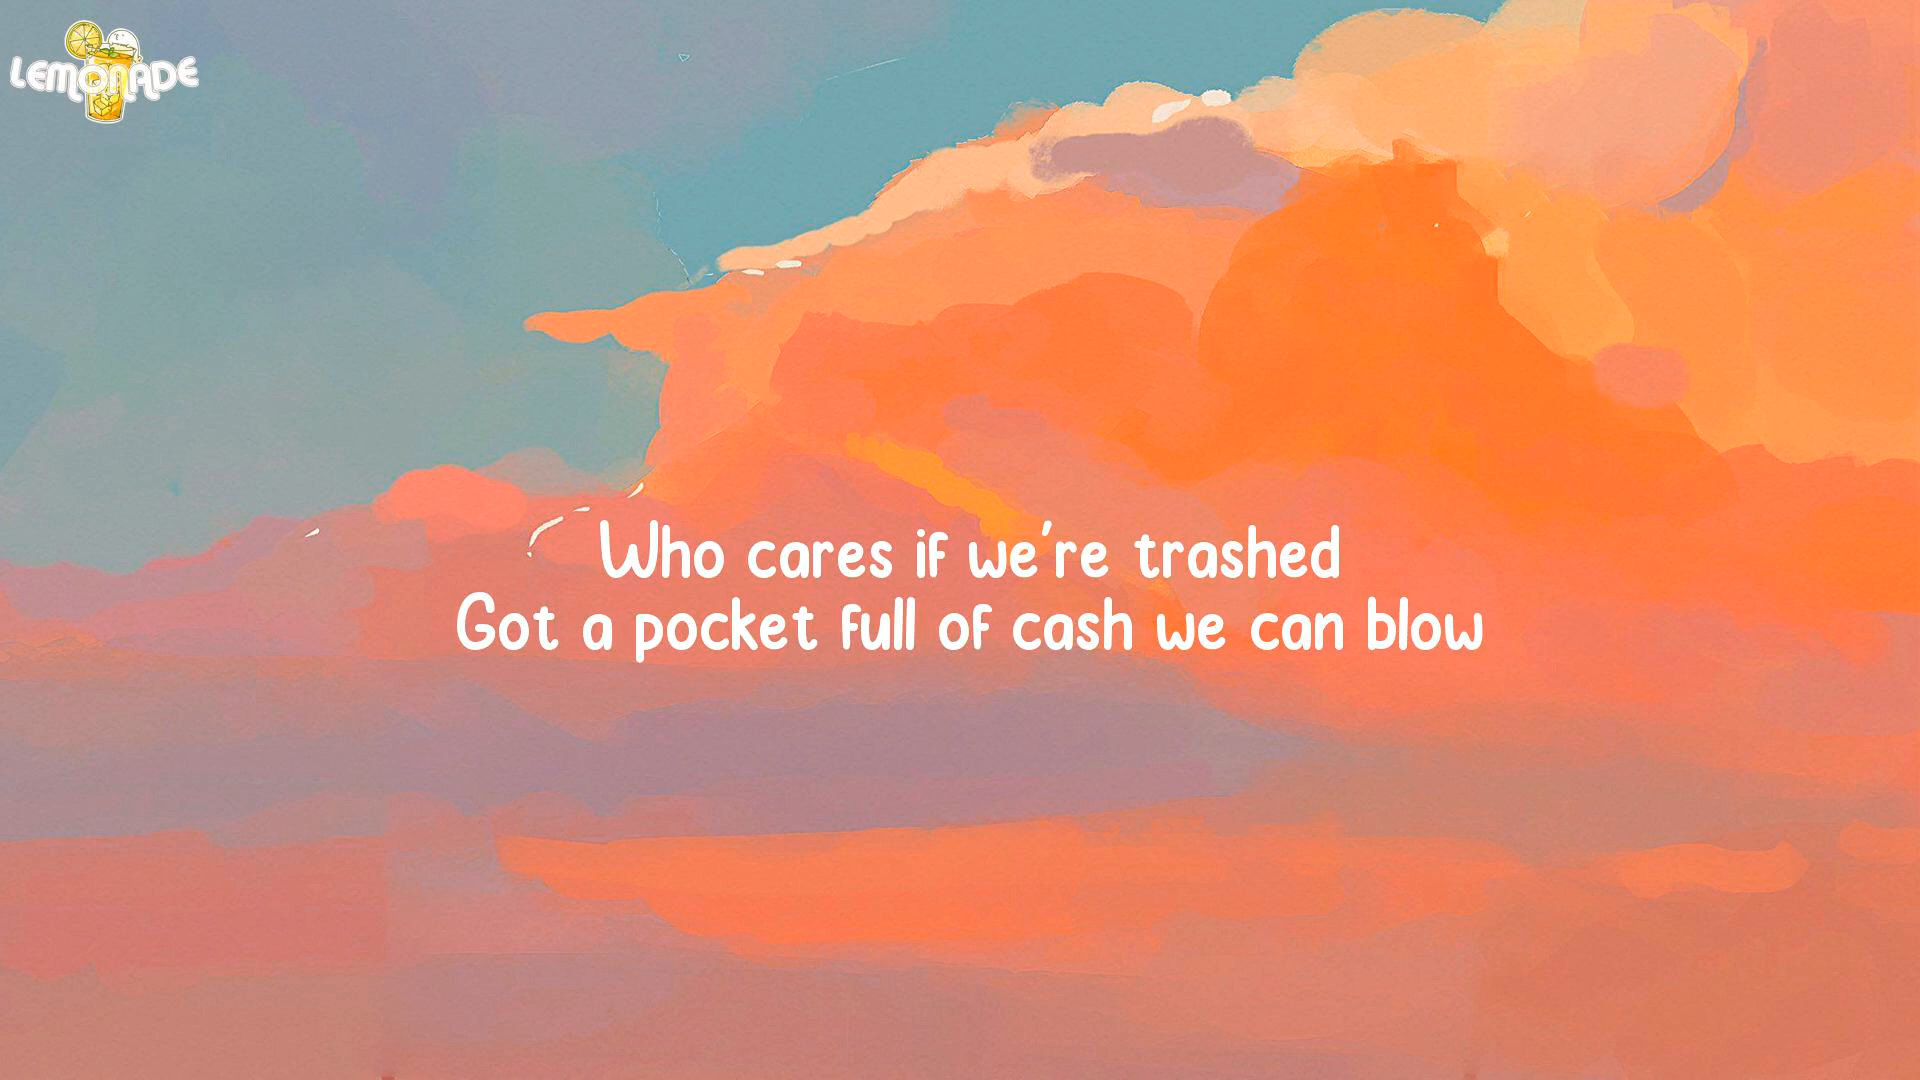 LEMONADE
Who cares if we're trashed
Got a pocket full of cash we can blow